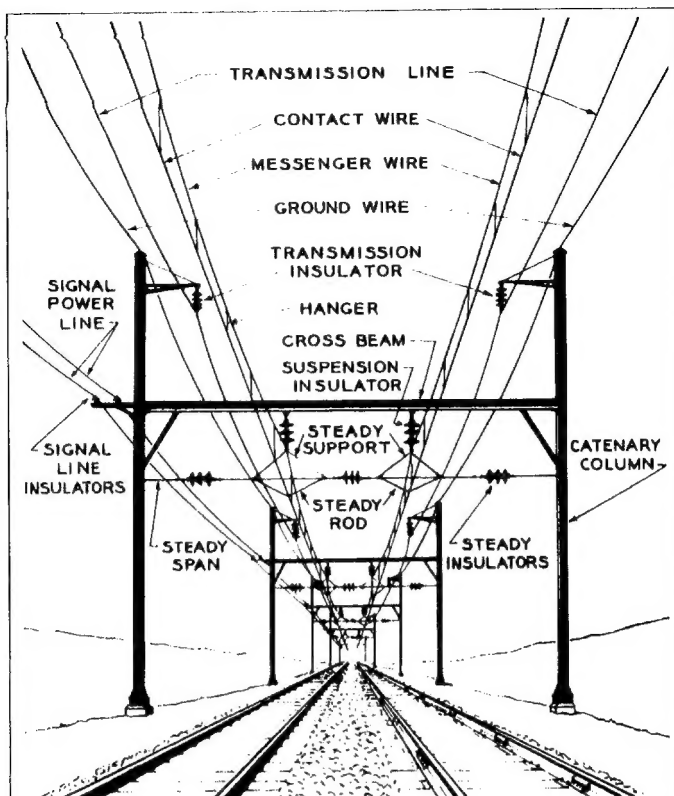 TRANSMISSION LINE
CONTACT WIRE
MESSENGER WIRE
GROUND WIRE
TRANSMISSION
INSULATOR
SIGNAL
POWER
LINE
HANGER
CROSS BEAM
SUSPENSION
INSULATOR
SIGNAL
LINE
INSULATORS
STEADY
SUPPORT
CATENARY
COLUMN
STEADY
ROD
STEADY
SPAN
STEADY
INSULATORS